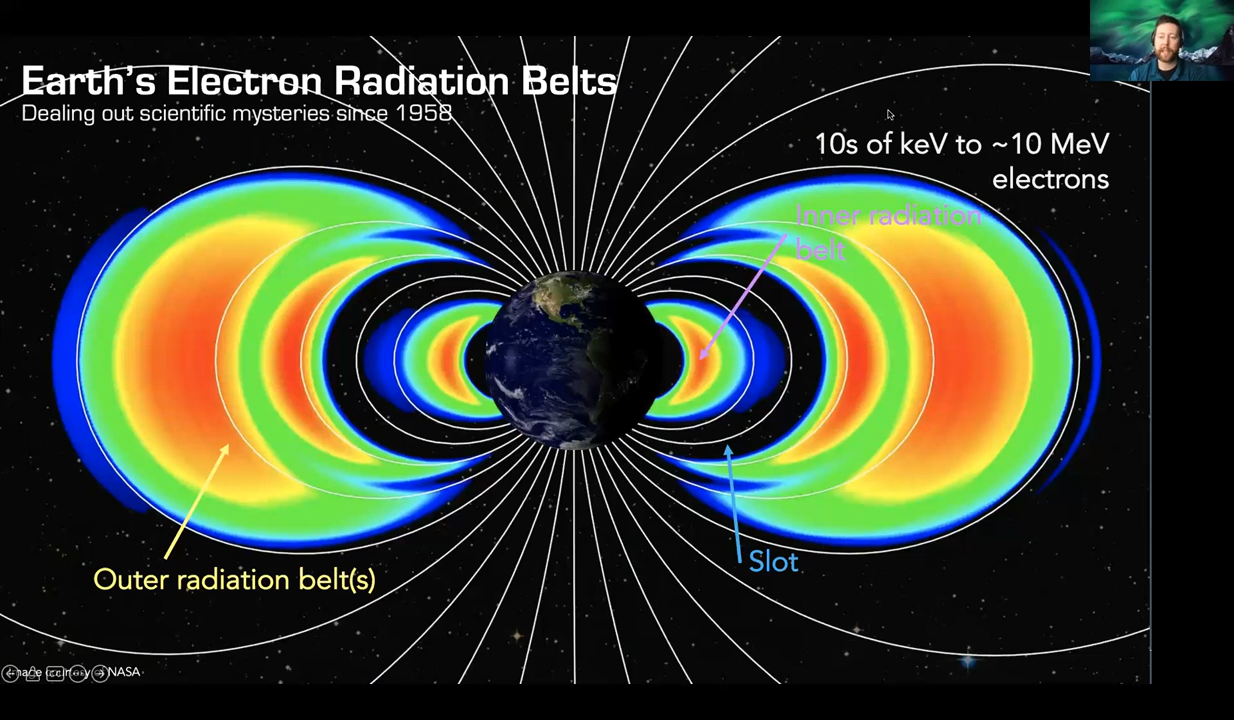 Earth's Electron Radiation Belts
Dealing out scientific mysteries since 1958
10s of keV to ~10 MeV
electrons
Inner radiation
belt
Slot
Outer radiation belt(s)
NASA